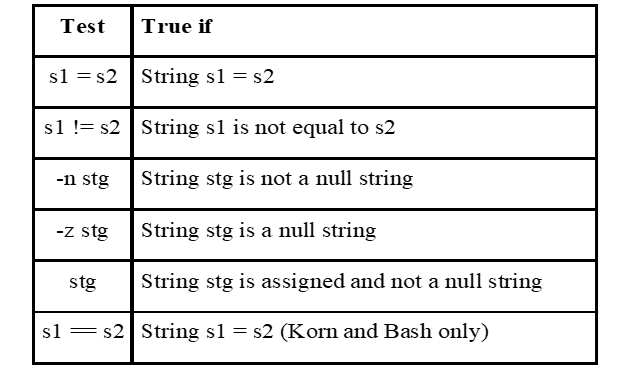 Test True if
s1 = s2 String s1 = s2
s1 != s2 String s1 is not equal to s2
-n stg String stg is not a null string
-z stg String stg is a null string
stg String stg is assigned and not a null string
s1 == s2 String s1 = s2 (Korn and Bash only)